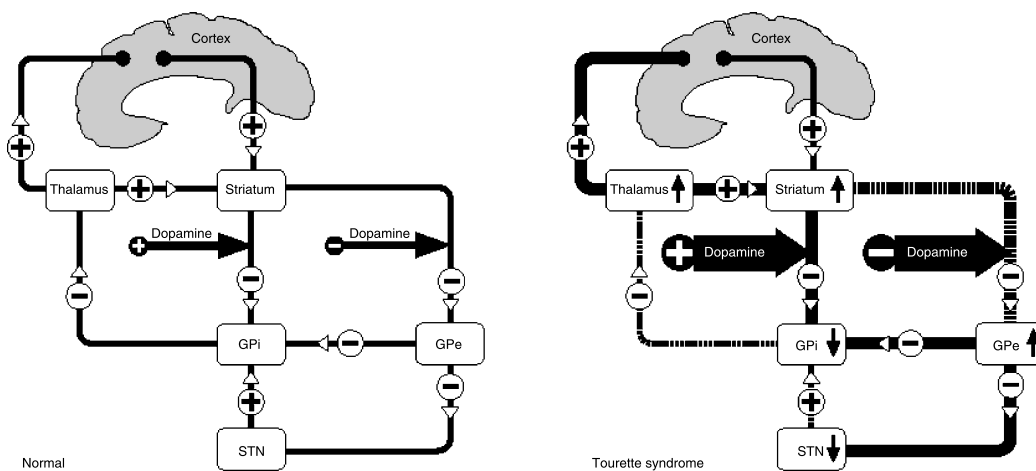 Cortex
Thalamus
Striatum
Dopamine
Dopamine
GPi
GPe
STN
Normal
Cortex
Thalamus
Striatum
Dopamine
Dopamine
GPi
GPe
STN
Tourette syndrome